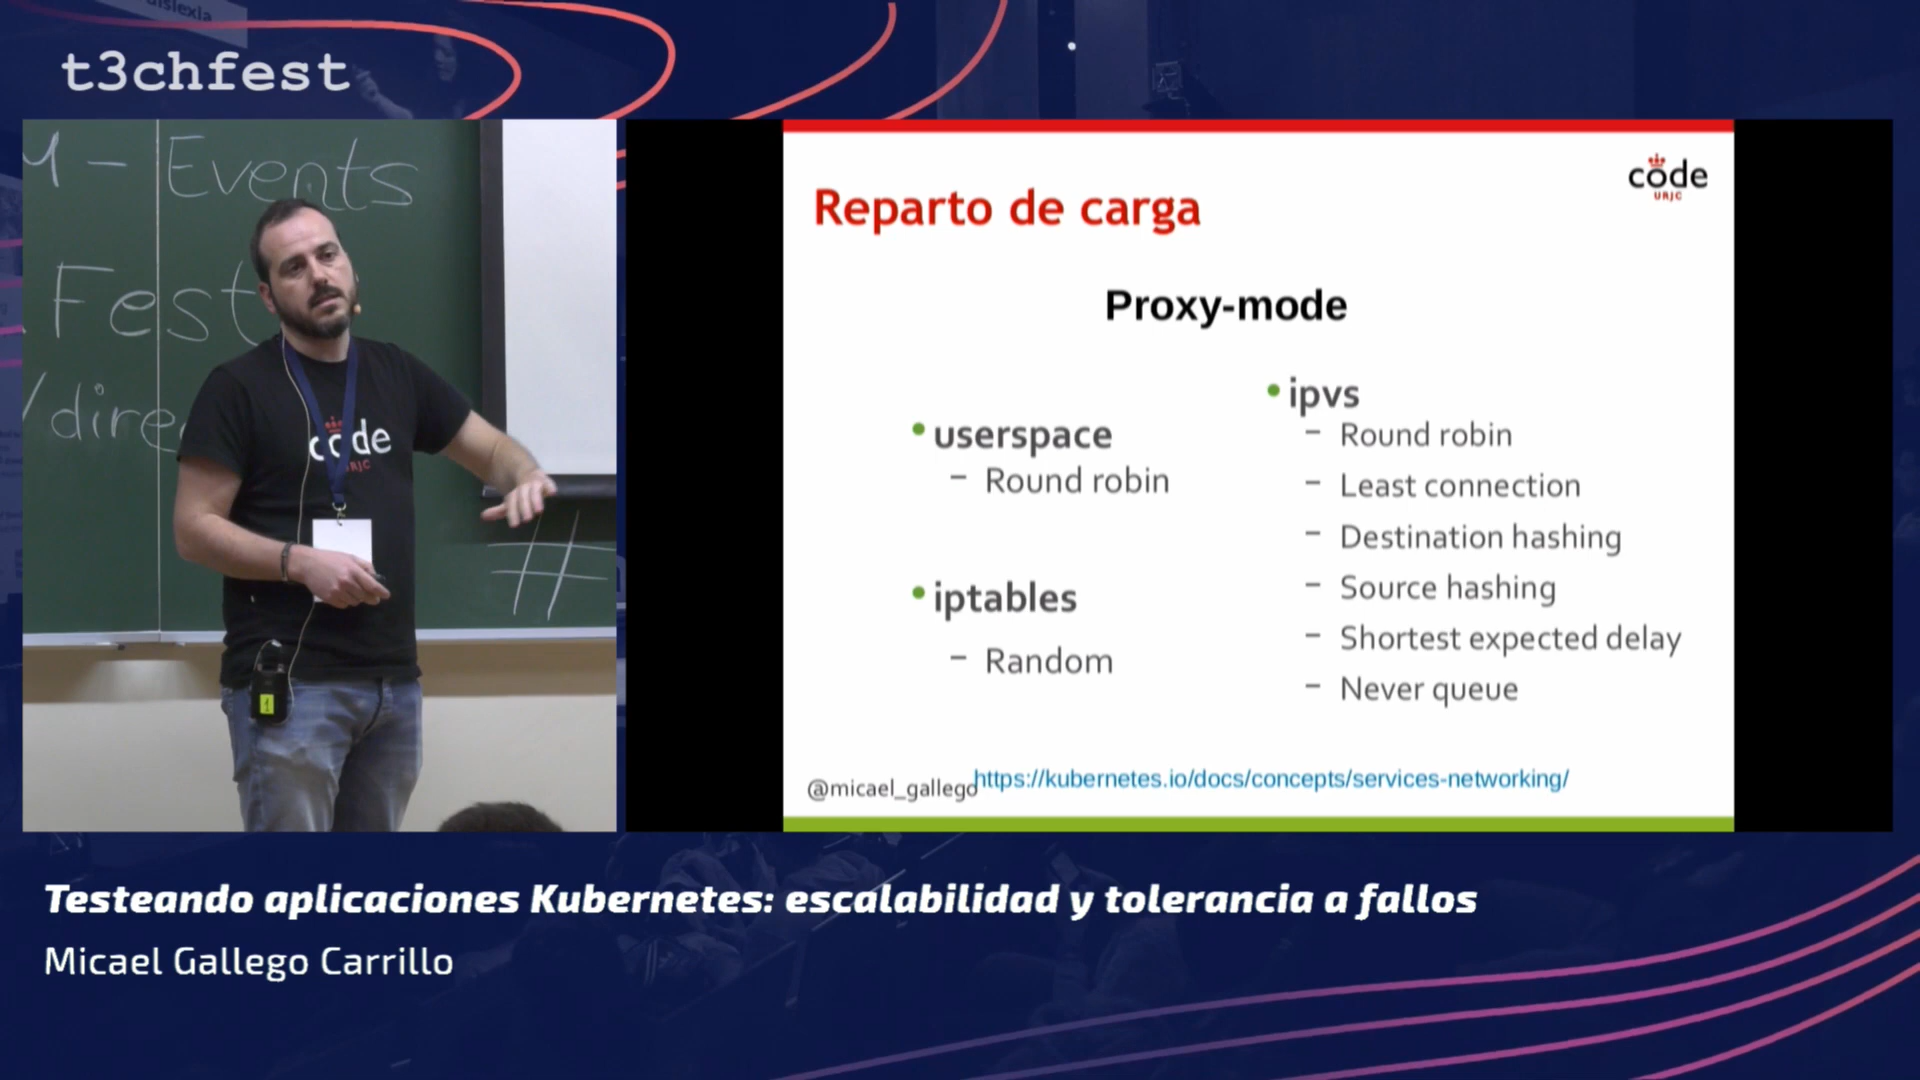 t3chfest
- Events
Fest
/dire
#
code
URJC
code
URJC
Reparto de carga
Proxy-mode
• userspace
– Round robin
• iptables
– Random
• ipvs
– Round robin
– Least connection
– Destination hashing
– Source hashing
– Shortest expected delay
– Never queue
@micael_gallego
https://kubernetes.io/docs/concepts/services-networking/
Testeando aplicaciones Kubernetes: escalabilidad y tolerancia a fallos
Micael Gallego Carrillo